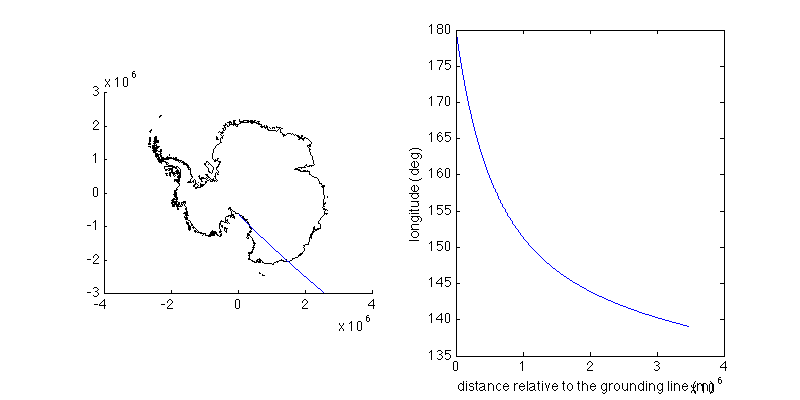 x 10 6
3
2
1
0
-1
-2
-3
-4 -2 0 2 4
x 10 6
180
175
170
165
160
155
150
145
140
135
longitude (deg)
0 1 2 3 4
distance relative to the grounding line (m)
x 10 6